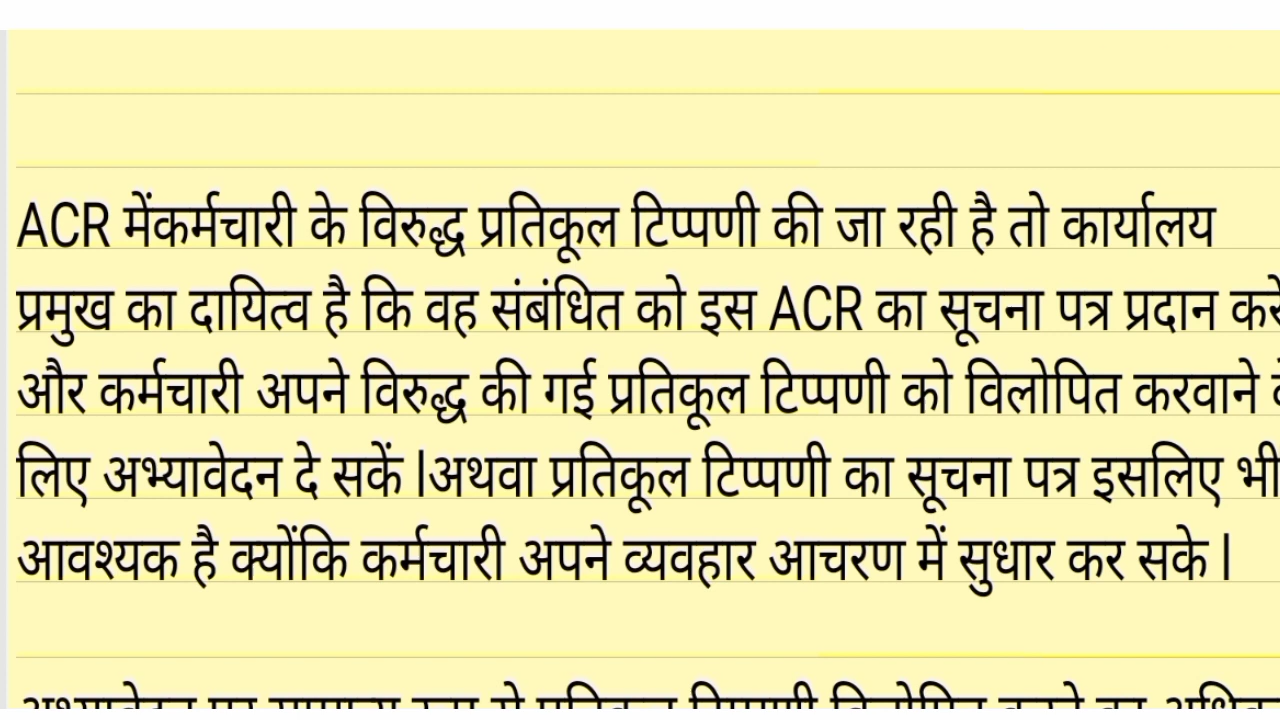 ACR मेंकर्मचारी के विरुद्ध प्रतिकूल टिप्पणी की जा रही है तो कार्यालय
प्रमुख का दायित्व है कि वह संबंधित को इस ACR का सूचना पत्र प्रदान करे
और कर्मचारी अपने विरुद्ध की गई प्रतिकूल टिप्पणी को विलोपित करवाने
लिए अभ्यावेदन दे सकें |अथवा प्रतिकूल टिप्पणी का सूचना पत्र इसलिए भी
आवश्यक है क्योंकि कर्मचारी अपने व्यवहार आचरण में सुधार कर सके |